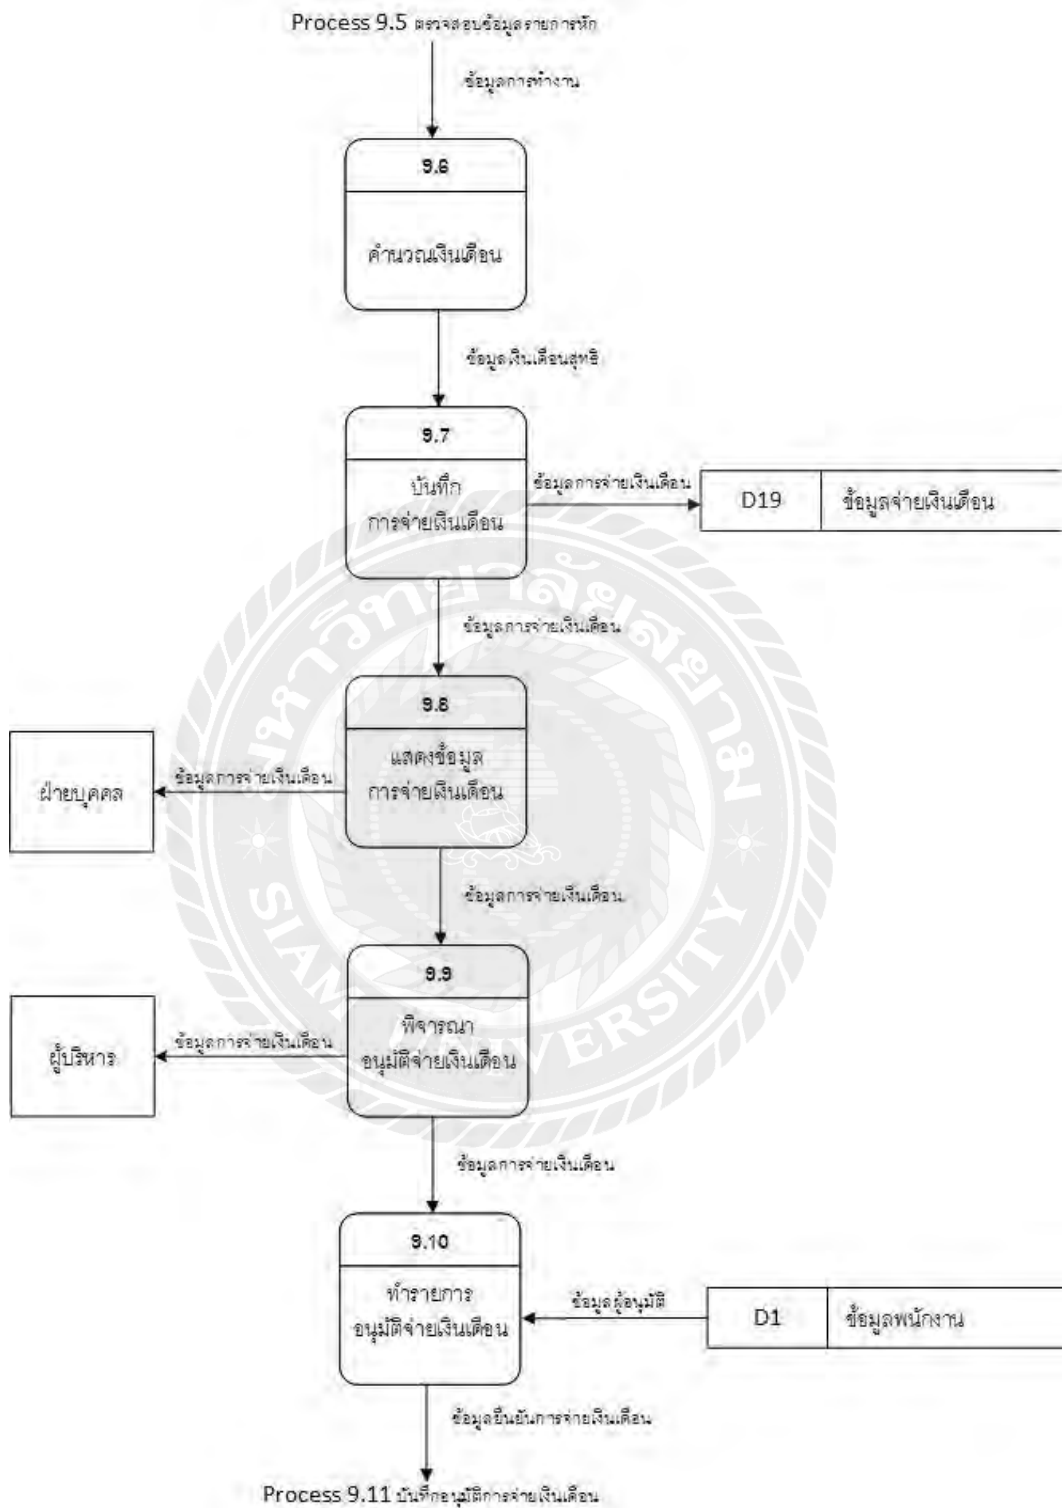 Process 9.5 ตรวจสอบข้อมูลรายการหัก
ข้อมูลการทำงาน
9.6
คำนวณเงินเดือน
ข้อมูลเงินเดือนสุทธิ
9.7
บันทึก
การจ่ายเงินเดือน
ข้อมูลการจ่ายเงินเดือน
D19
ข้อมูลจ่ายเงินเดือน
ข้อมูลการจ่ายเงินเดือน
9.8
แสดงข้อมูล
การจ่ายเงินเดือน
ข้อมูลการจ่ายเงินเดือน
ฝ่ายบุคคล
ข้อมูลการจ่ายเงินเดือน
9.9
พิจารณา
อนุมัติจ่ายเงินเดือน
ข้อมูลการจ่ายเงินเดือน
ผู้บริหาร
ข้อมูลการจ่ายเงินเดือน
9.10
ทำรายการ
อนุมัติจ่ายเงินเดือน
ข้อมูลผู้อนุมัติ
D1
ข้อมูลพนักงาน
ข้อมูลยืนยันการจ่ายเงินเดือน
Process 9.11 บันทึกอนุมัติการจ่ายเงินเดือน
มหาวิทยาลัยสยาม
SIAM UNIVERSITY